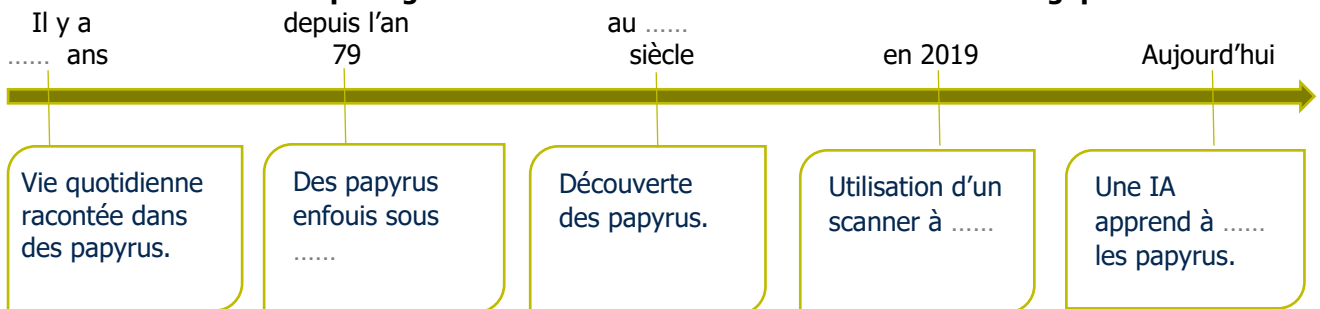 Il y a
...... ans
depuis l’an
79
au ......
siècle
en 2019
Aujourd’hui
Vie quotidienne
racontée dans
des papyrus.
Des papyrus
enfouis sous
......
Découverte
des papyrus.
Utilisation d’un
scanner à ......
Une IA
apprend à ......
les papyrus.